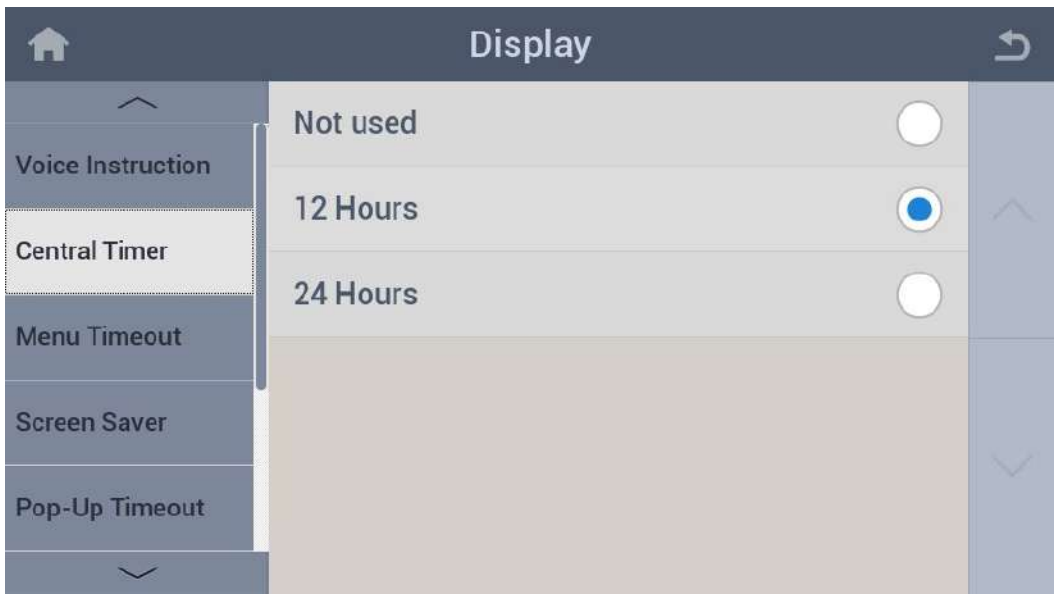 Display
Voice Instruction
Central Timer
Menu Timeout
Screen Saver
Pop-Up Timeout
Not used
12 Hours
24 Hours